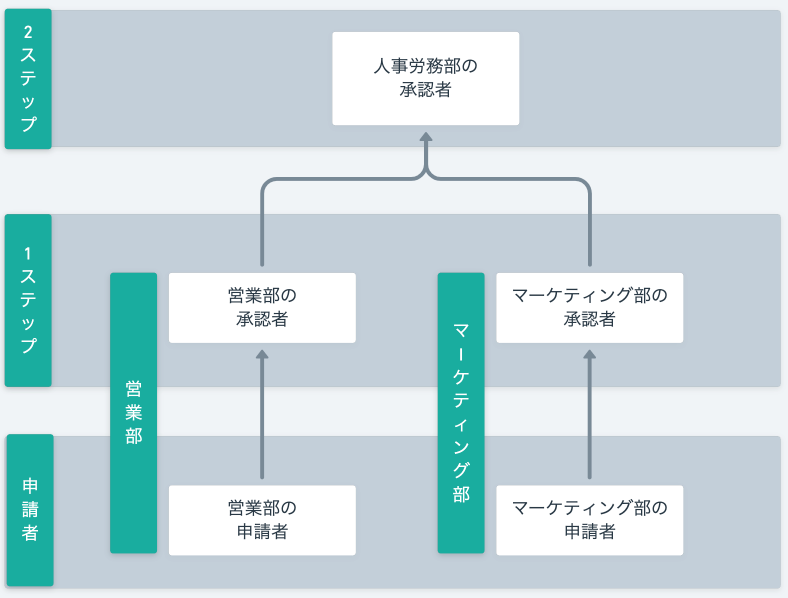 2ステップ
人事労務部の
承認者
1ステップ
営業部
営業部の
承認者
マーケティング部
マーケティング部の
承認者
申請者
営業部の
申請者
マーケティング部の
申請者